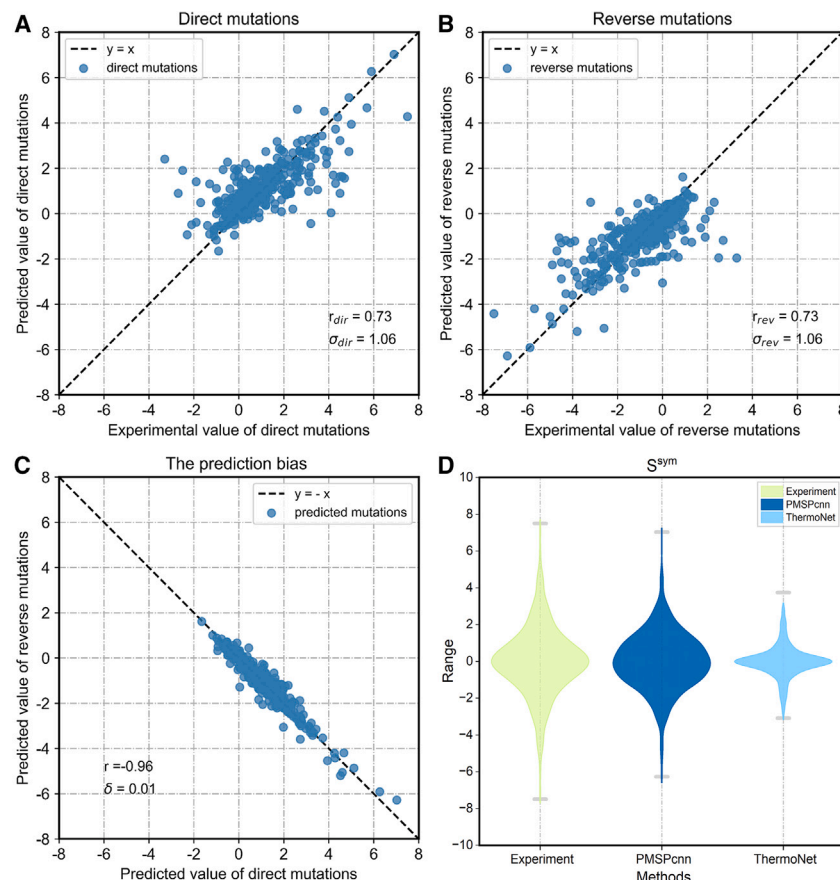 A
Direct mutations
y = x
direct mutations
Predicted value of direct mutations
8
6
4
2
0
-2
-4
-6
-8
r_dir = 0.73
σ_dir = 1.06
-8 -6 -4 -2 0 2 4 6 8
Experimental value of direct mutations
B
Reverse mutations
y = x
reverse mutations
Predicted value of reverse mutations
8
6
4
2
0
-2
-4
-6
-8
r_rev = 0.73
σ_rev = 1.06
-8 -6 -4 -2 0 2 4 6 8
Experimental value of reverse mutations
C
The prediction bias
y = - x
predicted mutations
Predicted value of reverse mutations
8
6
4
2
0
-2
-4
-6
-8
r =-0.96
δ = 0.01
-8 -6 -4 -2 0 2 4 6 8
Predicted value of direct mutations
D
S^sym
Experiment
PMSPcnn
ThermoNet
Range
10
8
6
4
2
0
-2
-4
-6
-8
-10
Experiment PMSPcnn ThermoNet
Methods